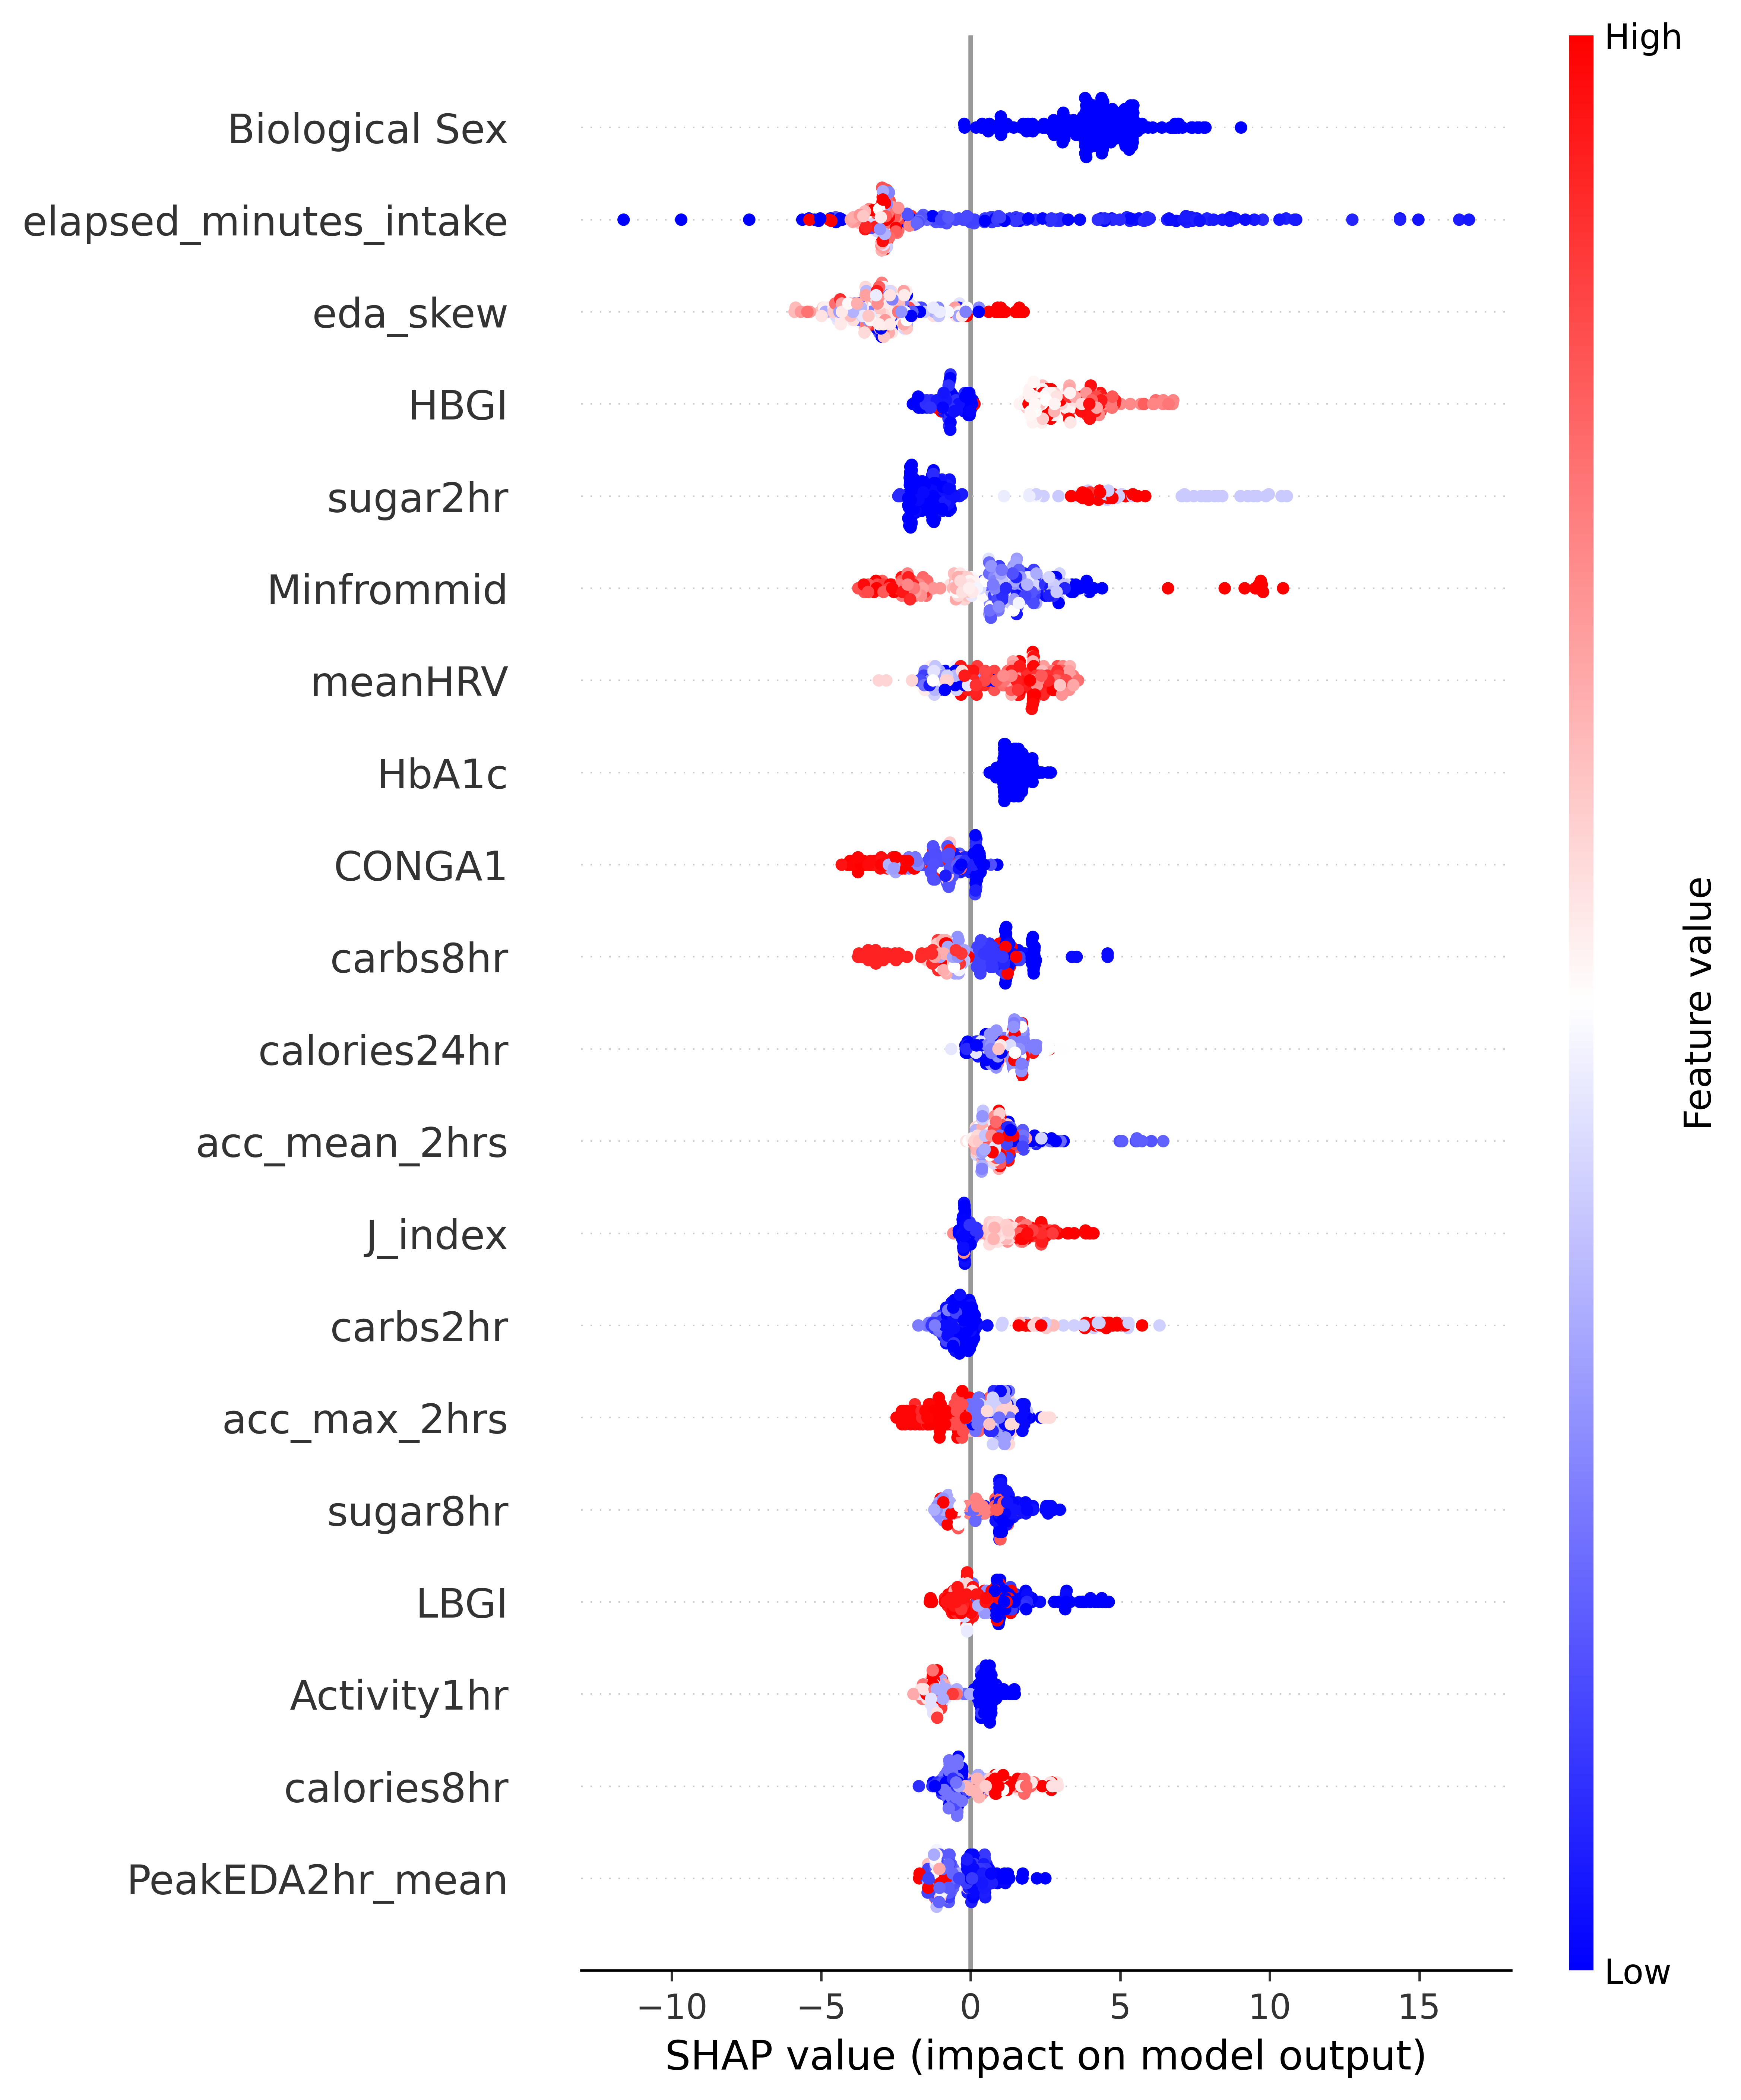 High
Biological Sex
elapsed_minutes_intake
eda_skew
HBGI
sugar2hr
Minfrommid
meanHRV
HbA1c
CONGA1
carbs8hr
calories24hr
acc_mean_2hrs
J_index
carbs2hr
acc_max_2hrs
sugar8hr
LBGI
Activity1hr
calories8hr
PeakEDA2hr_mean
Feature value
Low
−10 −5 0 5 10 15
SHAP value (impact on model output)